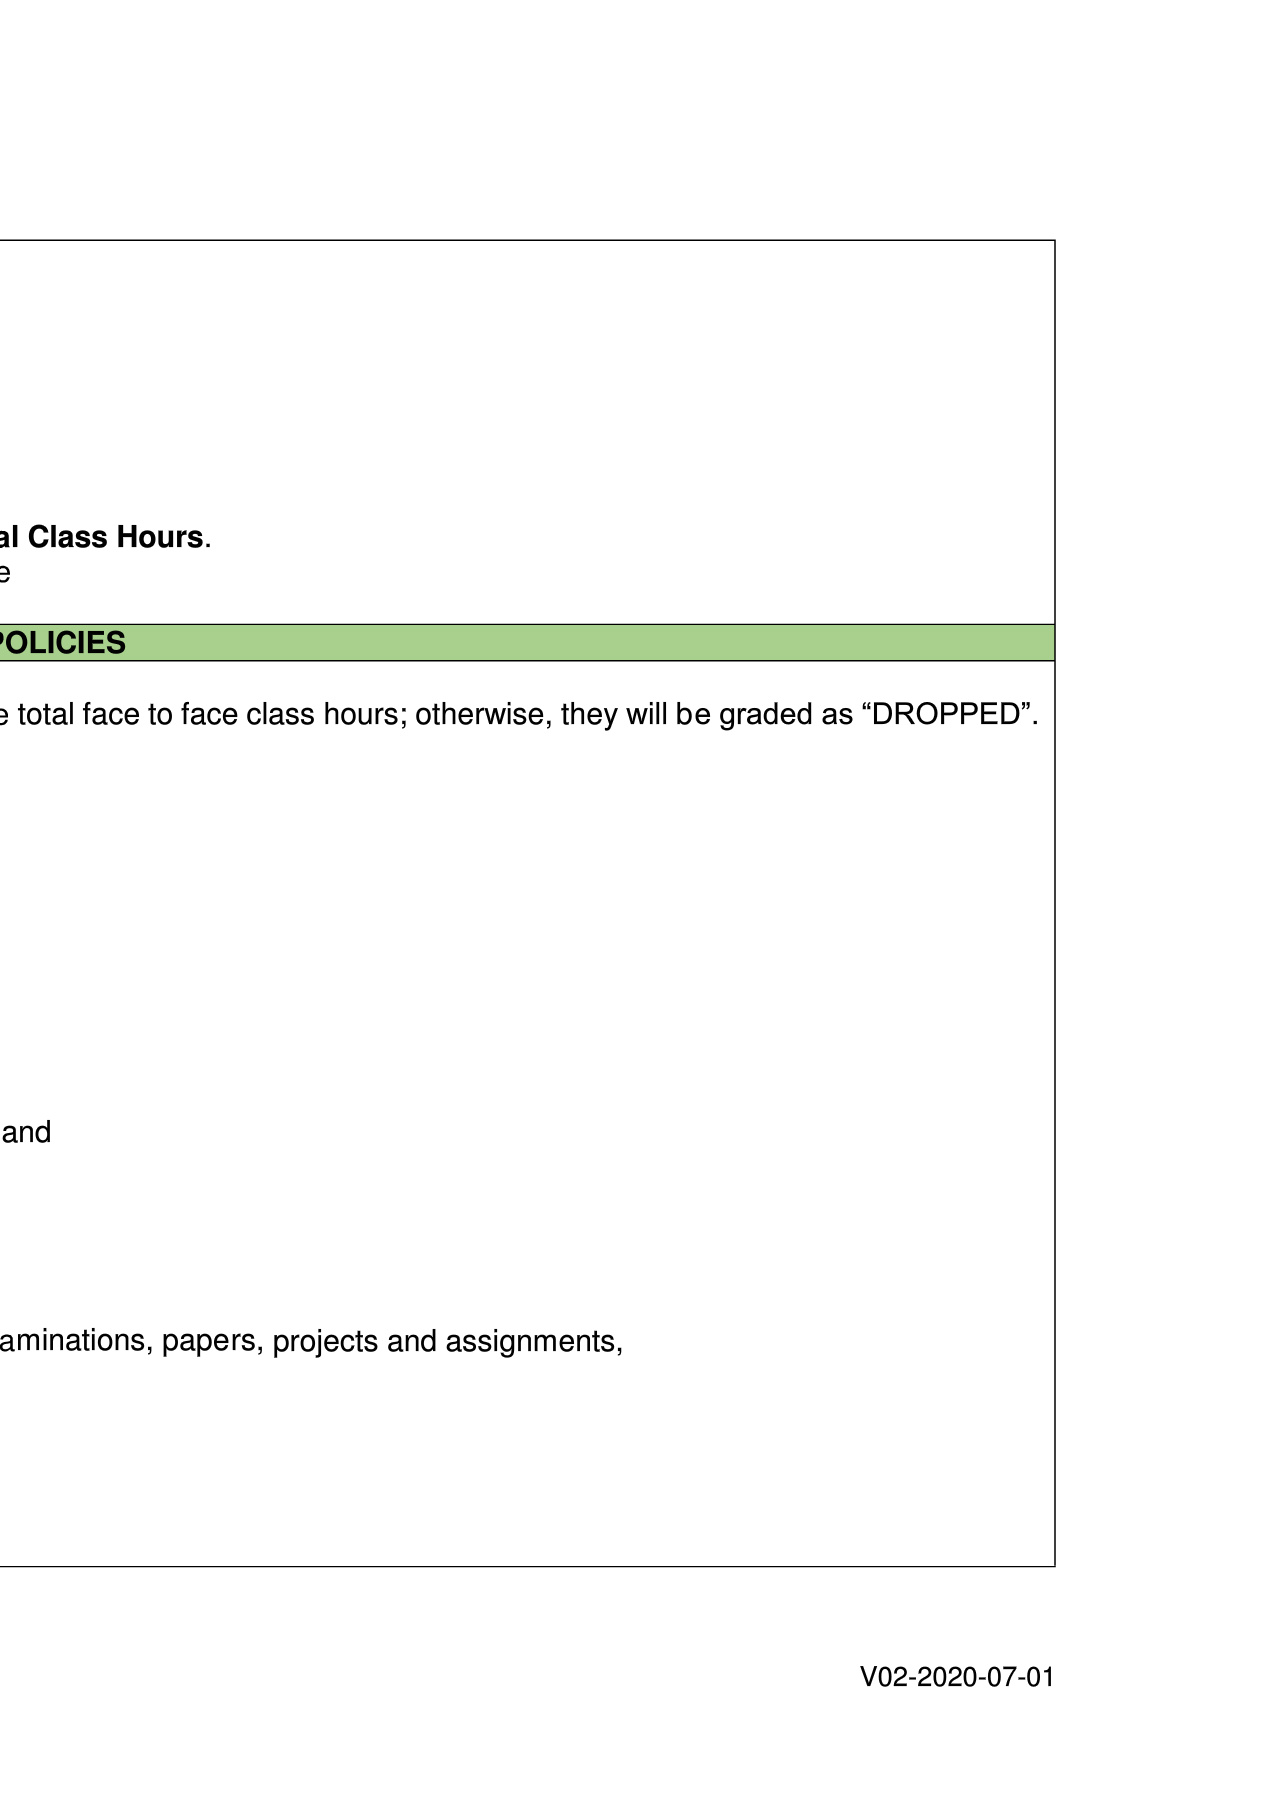 al Class Hours.
e
POLICIES
e total face to face class hours; otherwise, they will be graded as “DROPPED”.
and
aminations, papers, projects and assignments,
V02-2020-07-01